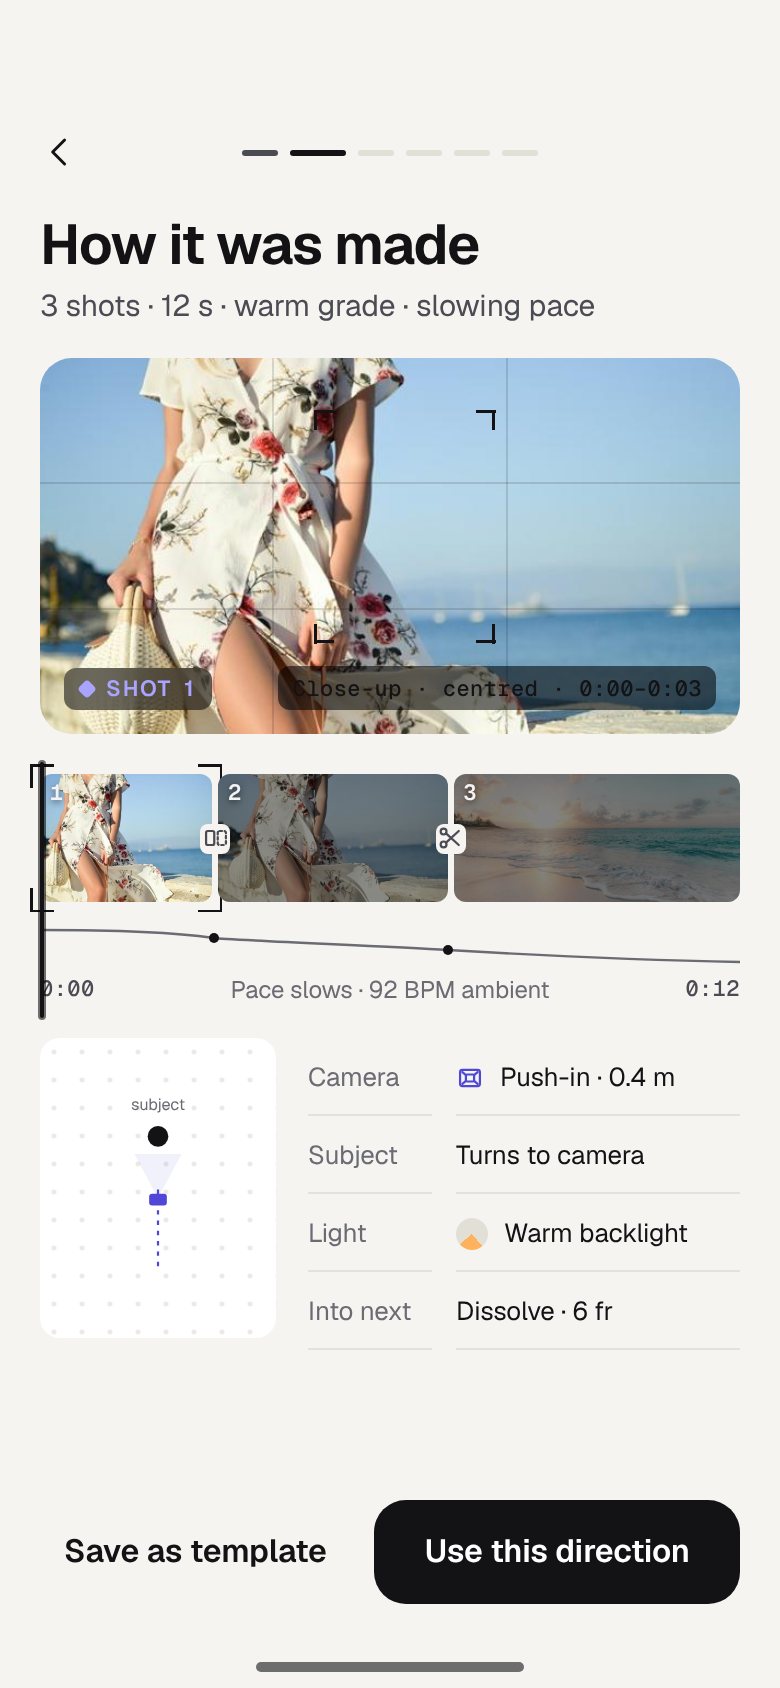 How it was made
3 shots · 12 s · warm grade · slowing pace
SHOT 1
Close-up · centred · 0:00–0:03
1
2
3
0:00
Pace slows · 92 BPM ambient
0:12
subject
Camera
Push-in · 0.4 m
Subject
Turns to camera
Light
Warm backlight
Into next
Dissolve · 6 fr
Save as template
Use this direction